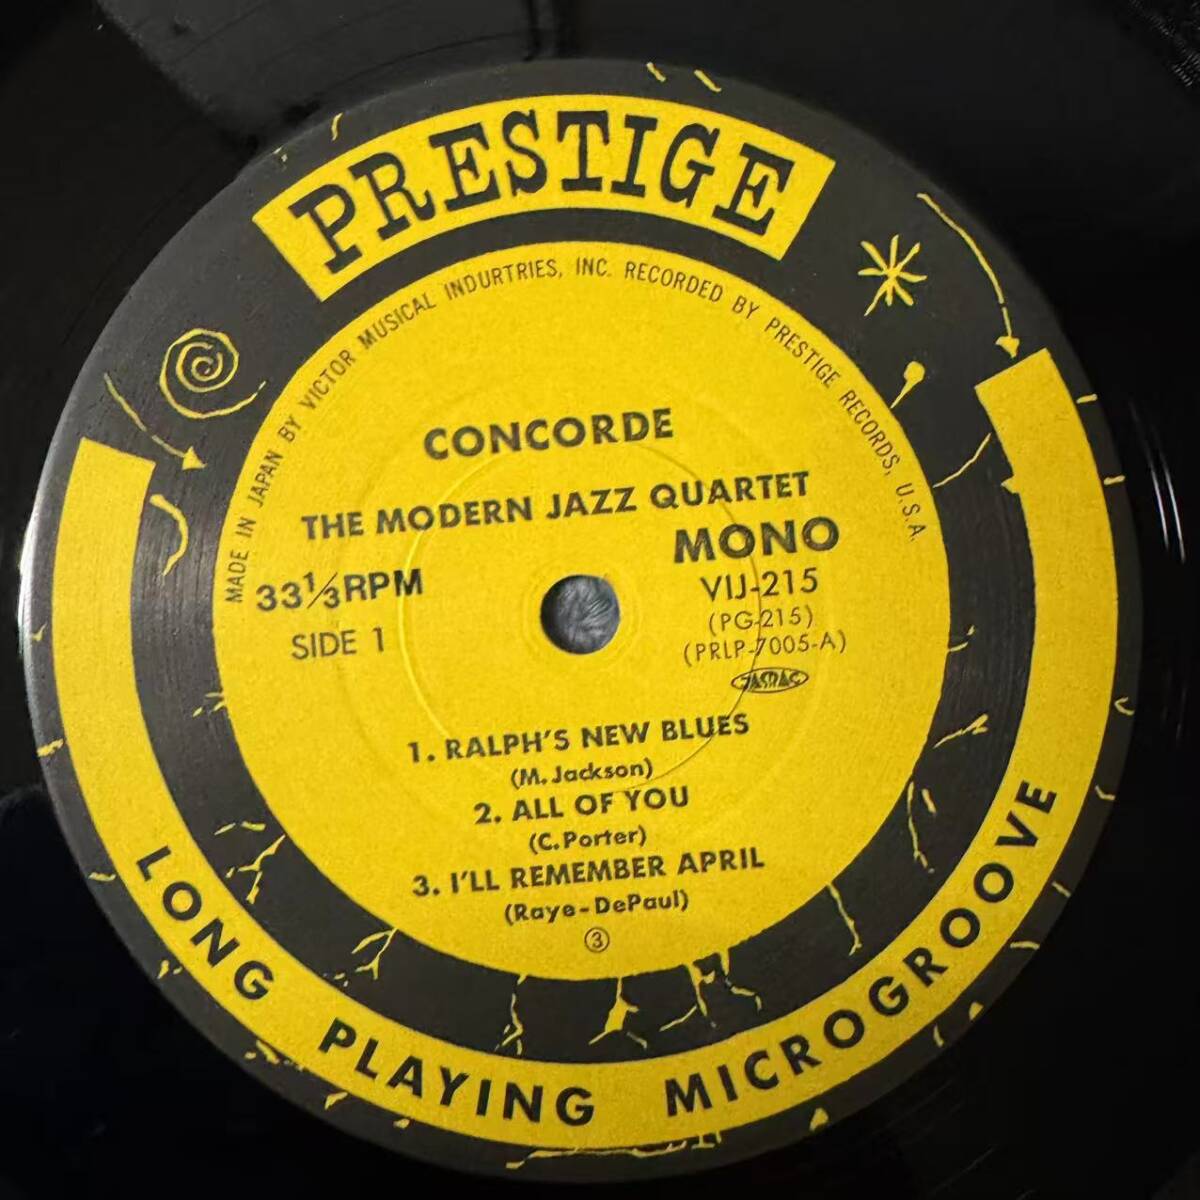 PRESTIGE
MADE IN JAPAN BY VICTOR MUSICAL INDURTRIES, INC. RECORDED BY PRESTIGE RECORDS, U.S.A.
CONCORDE
THE MODERN JAZZ QUARTET
MONO
33⅓RPM
VIJ-215
SIDE 1
(PG-215)
(PRLP-7005-A)
JASRAC
1. RALPH'S NEW BLUES
(M. Jackson)
2. ALL OF YOU
(C. Porter)
3. I'LL REMEMBER APRIL
(Raye-DePaul)
③
LONG PLAYING MICROGROOVE